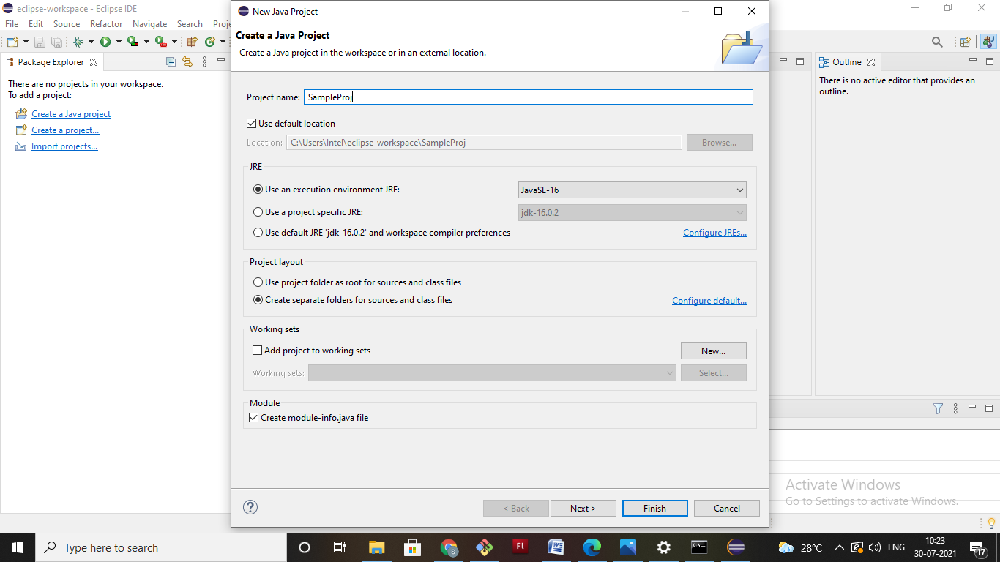 eclipse-workspace - Eclipse IDE
File Edit Source Refactor Navigate Search Proje
Package Explorer
There are no projects in your workspace.
To add a project:
Create a Java project
Create a project...
Import projects...
New Java Project
Create a Java Project
Create a Java project in the workspace or in an external location.
Project name: SampleProj
Use default location
Location: C:\Users\Intel\eclipse-workspace\SampleProj Browse...
JRE
Use an execution environment JRE: JavaSE-16
Use a project specific JRE: jdk-16.0.2
Use default JRE 'jdk-16.0.2' and workspace compiler preferences Configure JREs...
Project layout
Use project folder as root for sources and class files
Create separate folders for sources and class files Configure default...
Working sets
Add project to working sets New...
Working sets: Select...
Module
Create module-info.java file
? < Back Next > Finish Cancel
Outline
There is no active editor that provides an
outline.
Activate Windows
Go to Settings to activate Windows.
Type here to search
Fl
W
S
28°C
ENG
10:23
30-07-2021
17